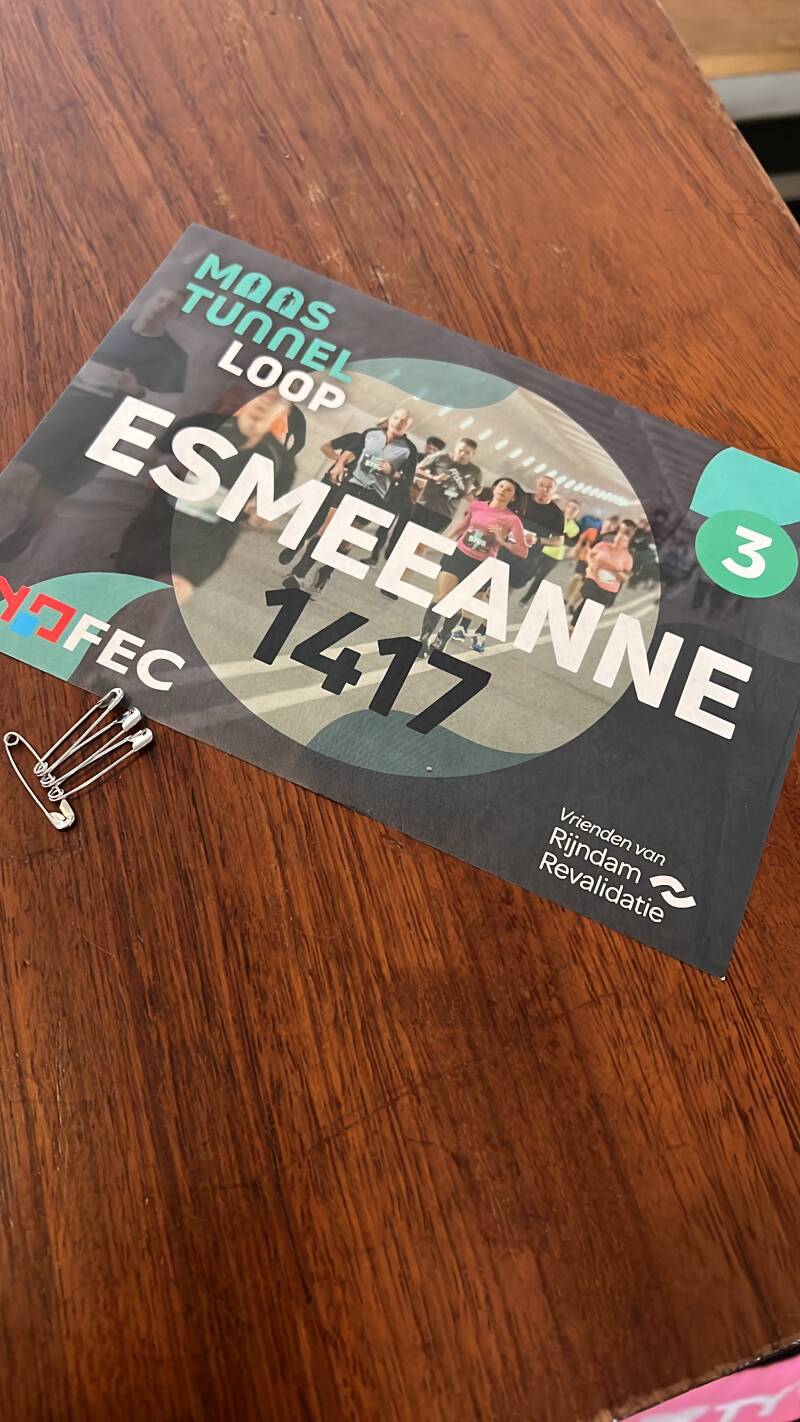 MAAS
TUNNEL
LOOP
ESMEEANNE
3
1417
FEC
Vrienden van
Rijndam
Revalidatie